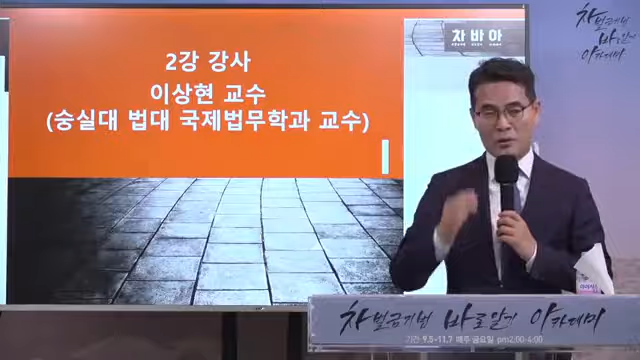 차바아
2강 강사
이상현 교수
(숭실대 법대 국제법무학과 교수)
차별금지법
바로알기
아카데미
차별금지법 바로알기 아카데미
기간 9.5-11.7 매주 금요일 pm2:00-4:00